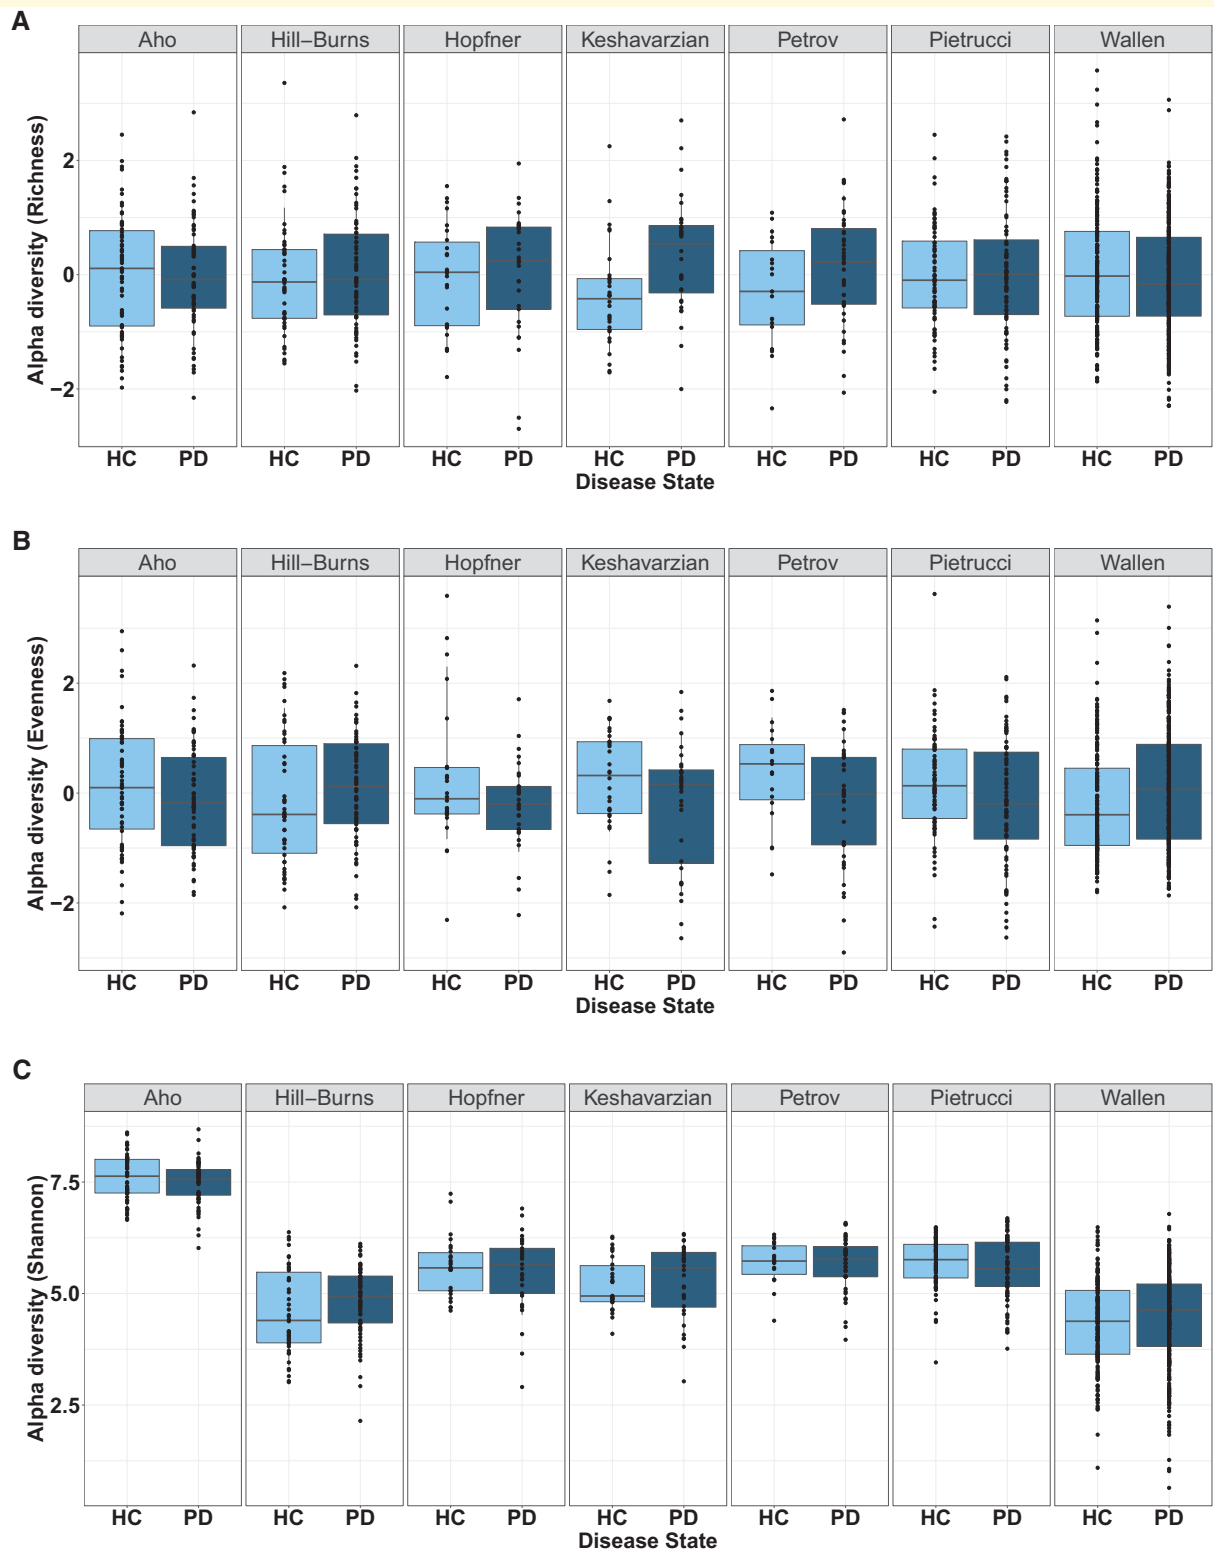 A
Aho Hill–Burns Hopfner Keshavarzian Petrov Pietrucci Wallen
Alpha diversity (Richness)
2
0
−2
HC PD HC PD HC PD HC PD HC PD HC PD HC PD
Disease State
B
Aho Hill–Burns Hopfner Keshavarzian Petrov Pietrucci Wallen
Alpha diversity (Evenness)
2
0
−2
HC PD HC PD HC PD HC PD HC PD HC PD HC PD
Disease State
C
Aho Hill–Burns Hopfner Keshavarzian Petrov Pietrucci Wallen
Alpha diversity (Shannon)
7.5
5.0
2.5
HC PD HC PD HC PD HC PD HC PD HC PD HC PD
Disease State